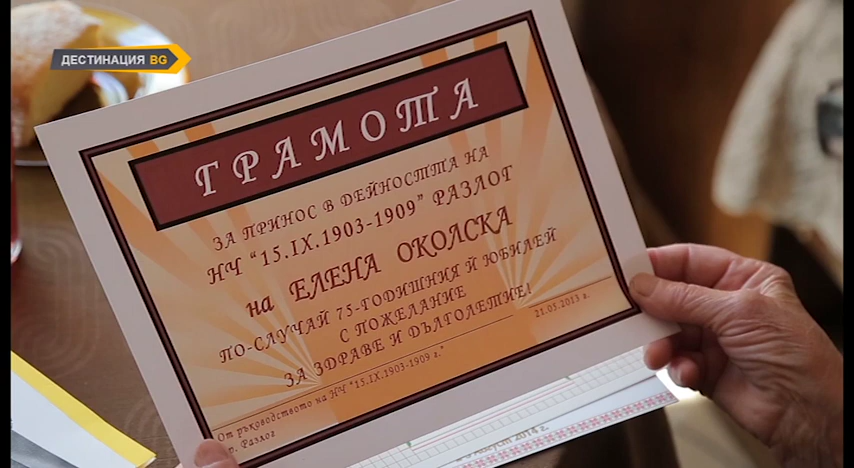 ДЕСТИНАЦИЯ BG
ГРАМОТА
ЗА ПРИНОС В ДЕЙНОСТТА НА
НЧ "15.IX.1903-1909" РАЗЛОГ
на ЕЛЕНА ОКОЛСКА
ПО-СЛУЧАЙ 75-ГОДИШНИЯ Й ЮБИЛЕЙ
С ПОЖЕЛАНИЕ
ЗА ЗДРАВЕ И ДЪЛГОЛЕТИЕ!
21.05.2013 г.
От ръководството на НЧ "15.IX.1903-1909 г."
гр. Разлог
Август 2014 г.